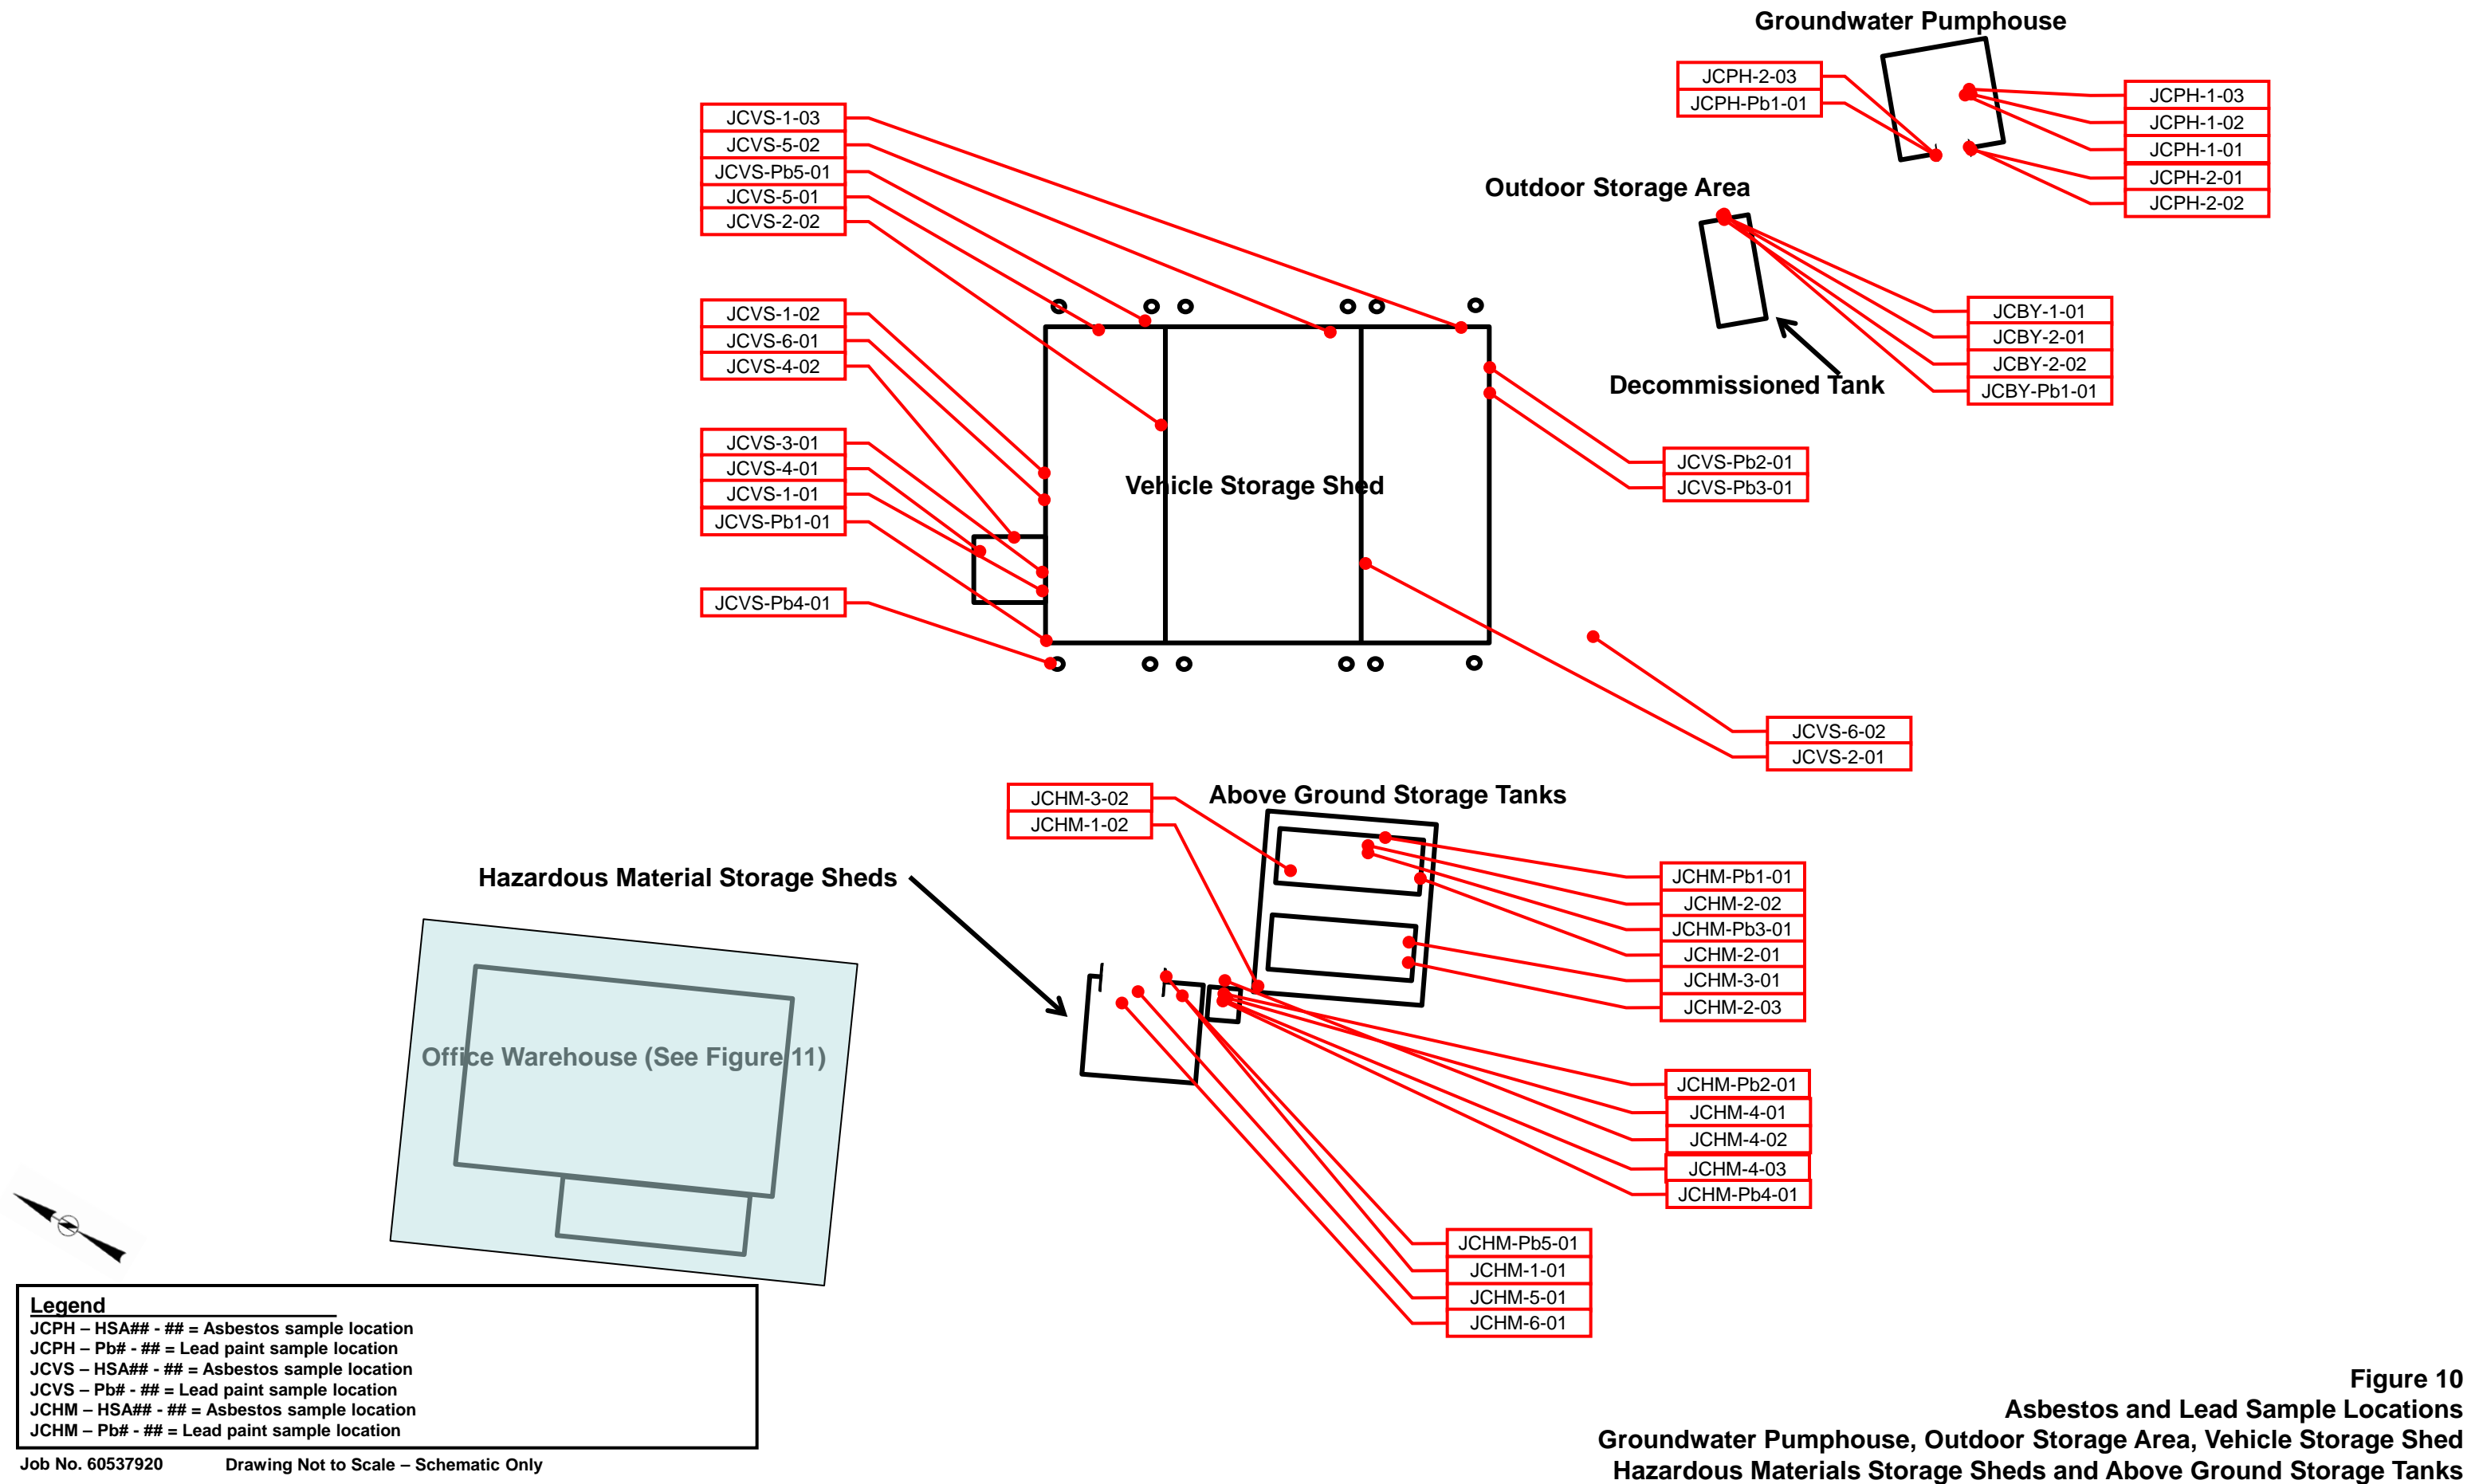 Groundwater Pumphouse
JCPH-2-03
JCPH-Pb1-01
JCPH-1-03
JCPH-1-02
JCPH-1-01
JCPH-2-01
JCPH-2-02
JCVS-1-03
JCVS-5-02
JCVS-Pb5-01
JCVS-5-01
JCVS-2-02
Outdoor Storage Area
JCBY-1-01
JCBY-2-01
JCBY-2-02
JCBY-Pb1-01
Decommissioned Tank
JCVS-1-02
JCVS-6-01
JCVS-4-02
JCVS-3-01
JCVS-4-01
JCVS-1-01
JCVS-Pb1-01
JCVS-Pb4-01
Vehicle Storage Shed
JCVS-Pb2-01
JCVS-Pb3-01
JCVS-6-02
JCVS-2-01
JCHM-3-02
JCHM-1-02
Above Ground Storage Tanks
Hazardous Material Storage Sheds
JCHM-Pb1-01
JCHM-2-02
JCHM-Pb3-01
JCHM-2-01
JCHM-3-01
JCHM-2-03
Office Warehouse (See Figure 11)
JCHM-Pb2-01
JCHM-4-01
JCHM-4-02
JCHM-4-03
JCHM-Pb4-01
JCHM-Pb5-01
JCHM-1-01
JCHM-5-01
JCHM-6-01
Legend
JCPH – HSA## - ## = Asbestos sample location
JCPH – Pb# - ## = Lead paint sample location
JCVS – HSA## - ## = Asbestos sample location
JCVS – Pb# - ## = Lead paint sample location
JCHM – HSA## - ## = Asbestos sample location
JCHM – Pb# - ## = Lead paint sample location
Job No. 60537920 Drawing Not to Scale – Schematic Only
Figure 10
Asbestos and Lead Sample Locations
Groundwater Pumphouse, Outdoor Storage Area, Vehicle Storage Shed
Hazardous Materials Storage Sheds and Above Ground Storage Tanks